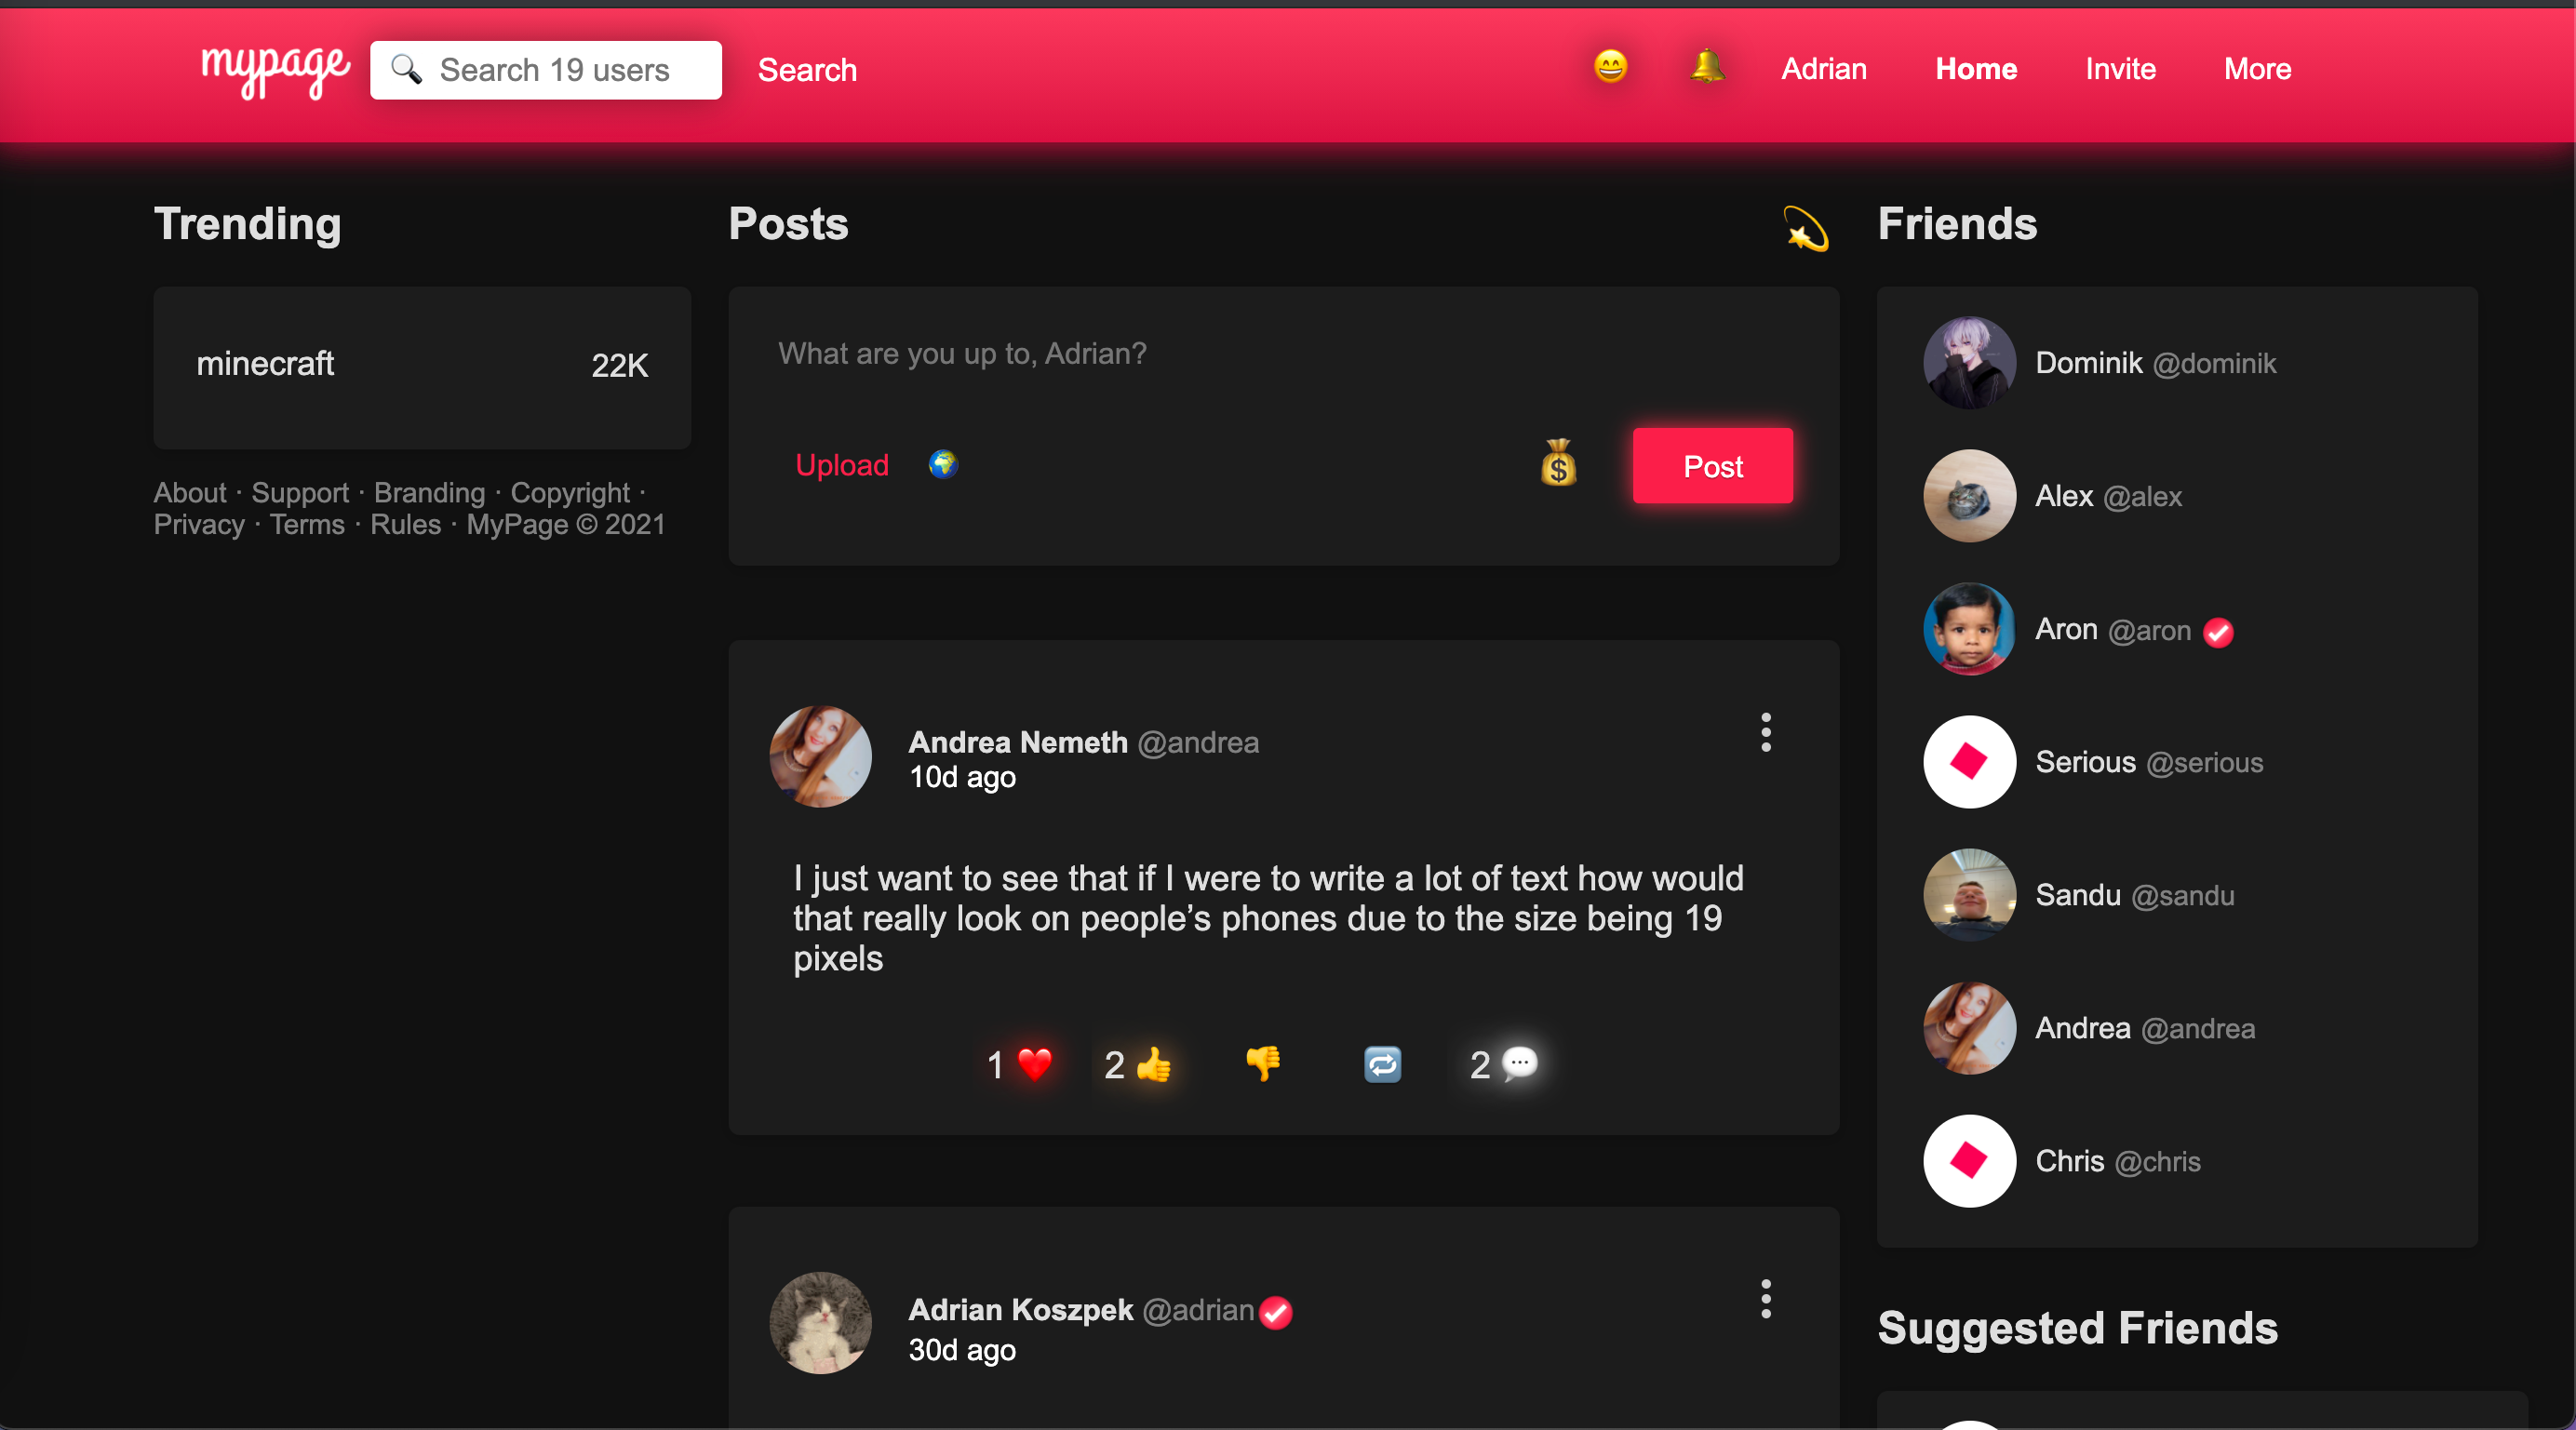 mypage
Search 19 users
Search
Adrian
Home
Invite
More
Trending
minecraft 22K
About · Support · Branding · Copyright ·
Privacy · Terms · Rules · MyPage © 2021
Posts
What are you up to, Adrian?
Upload
Post
Andrea Nemeth @andrea
10d ago
I just want to see that if I were to write a lot of text how would
that really look on people’s phones due to the size being 19
pixels
1 2 2
Adrian Koszpek @adrian
30d ago
Friends
Dominik @dominik
Alex @alex
Aron @aron
Serious @serious
Sandu @sandu
Andrea @andrea
Chris @chris
Suggested Friends